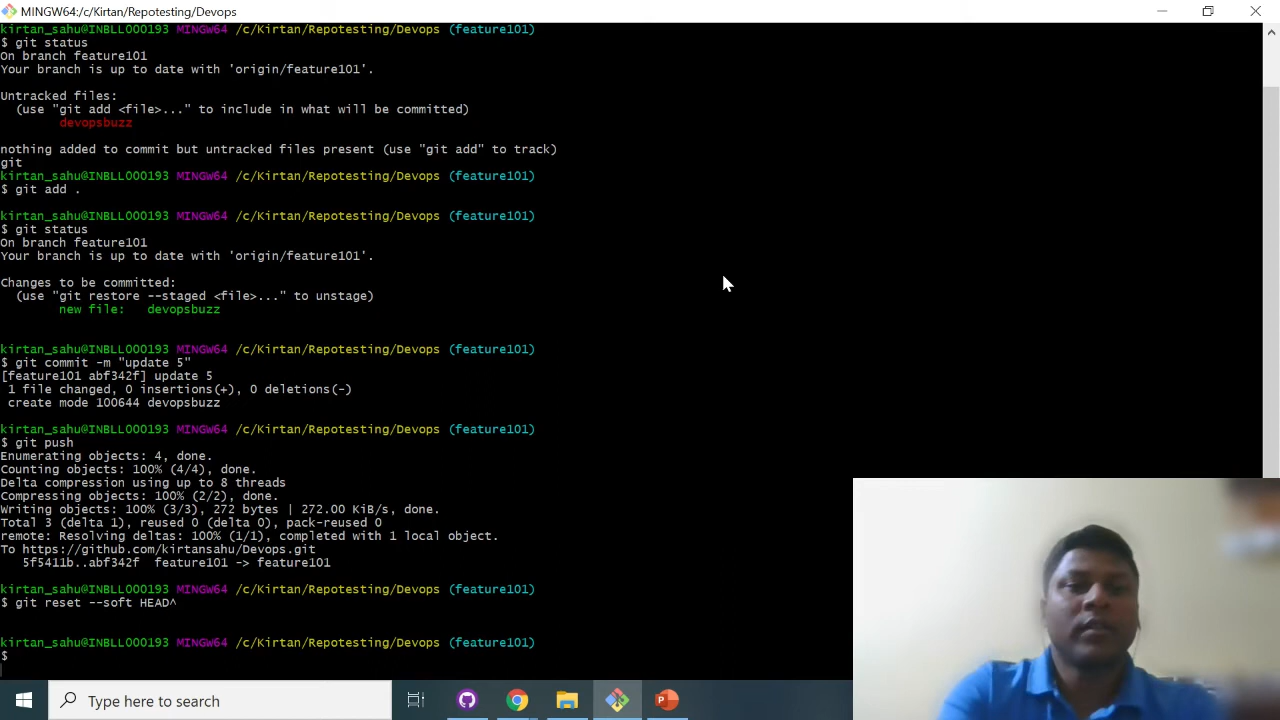 MINGW64:/c/Kirtan/Repotesting/Devops
kirtan_sahu@INBLL000193 MINGW64 /c/Kirtan/Repotesting/Devops (feature101)
$ git status
On branch feature101
Your branch is up to date with 'origin/feature101'.
Untracked files:
(use "git add <file>..." to include in what will be committed)
devopsbuzz
nothing added to commit but untracked files present (use "git add" to track)
git
kirtan_sahu@INBLL000193 MINGW64 /c/Kirtan/Repotesting/Devops (feature101)
$ git add .
kirtan_sahu@INBLL000193 MINGW64 /c/Kirtan/Repotesting/Devops (feature101)
$ git status
On branch feature101
Your branch is up to date with 'origin/feature101'.
Changes to be committed:
(use "git restore --staged <file>..." to unstage)
new file:   devopsbuzz
kirtan_sahu@INBLL000193 MINGW64 /c/Kirtan/Repotesting/Devops (feature101)
$ git commit -m "update 5"
[feature101 abf342f] update 5
1 file changed, 0 insertions(+), 0 deletions(-)
create mode 100644 devopsbuzz
kirtan_sahu@INBLL000193 MINGW64 /c/Kirtan/Repotesting/Devops (feature101)
$ git push
Enumerating objects: 4, done.
Counting objects: 100% (4/4), done.
Delta compression using up to 8 threads
Compressing objects: 100% (2/2), done.
Writing objects: 100% (3/3), 272 bytes | 272.00 KiB/s, done.
Total 3 (delta 1), reused 0 (delta 0), pack-reused 0
remote: Resolving deltas: 100% (1/1), completed with 1 local object.
To https://github.com/kirtansahu/Devops.git
5f5411b..abf342f  feature101 -> feature101
kirtan_sahu@INBLL000193 MINGW64 /c/Kirtan/Repotesting/Devops (feature101)
$ git reset --soft HEAD^
kirtan_sahu@INBLL000193 MINGW64 /c/Kirtan/Repotesting/Devops (feature101)
$
Type here to search